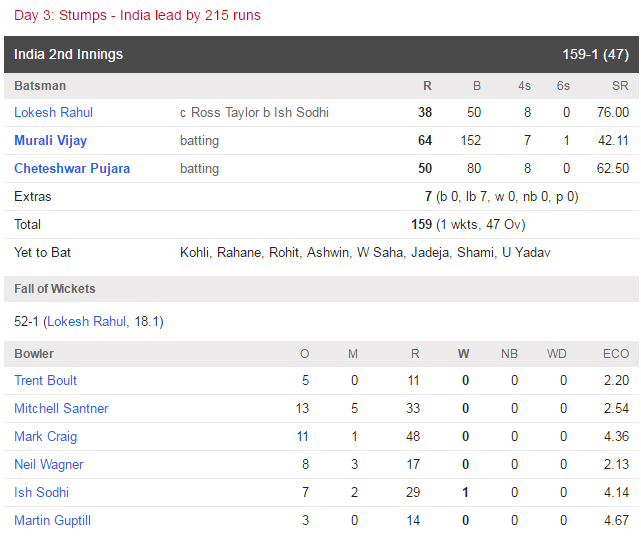 Day 3: Stumps - India lead by 215 runs
India 2nd Innings 159-1 (47)
Batsman R B 4s 6s SR
Lokesh Rahul c Ross Taylor b Ish Sodhi 38 50 8 0 76.00
Murali Vijay batting 64 152 7 1 42.11
Cheteshwar Pujara batting 50 80 8 0 62.50
Extras 7 (b 0, lb 7, w 0, nb 0, p 0)
Total 159 (1 wkts, 47 Ov)
Yet to Bat Kohli, Rahane, Rohit, Ashwin, W Saha, Jadeja, Shami, U Yadav
Fall of Wickets
52-1 (Lokesh Rahul, 18.1)
Bowler O M R W NB WD ECO
Trent Boult 5 0 11 0 0 0 2.20
Mitchell Santner 13 5 33 0 0 0 2.54
Mark Craig 11 1 48 0 0 0 4.36
Neil Wagner 8 3 17 0 0 0 2.13
Ish Sodhi 7 2 29 1 0 0 4.14
Martin Guptill 3 0 14 0 0 0 4.67